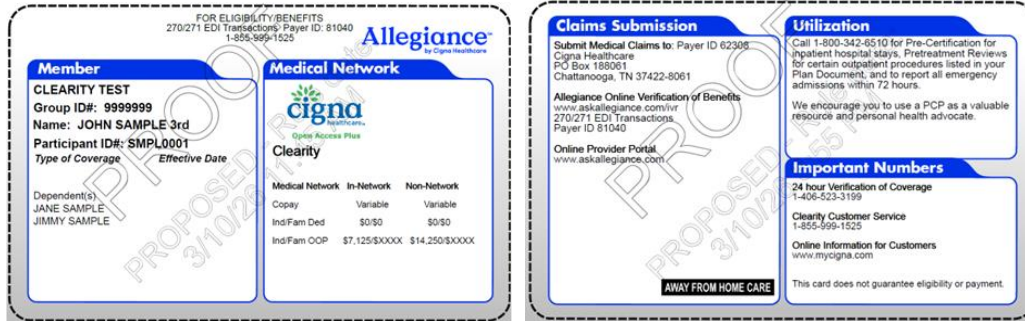 FOR ELIGIBILITY/BENEFITS
270/271 EDI Transactions Payer ID: 81040
1-855-999-1525
Allegiance
by Cigna Healthcare
Member
CLEARITY TEST
Group ID#: 9999999
Name: JOHN SAMPLE 3rd
Participant ID#: SMPL0001
Type of Coverage Effective Date
Dependent(s)
JANE SAMPLE
JIMMY SAMPLE
Medical Network
cigna
healthcare
Open Access Plus
Clearity
Medical Network In-Network Non-Network
Copay Variable Variable
Ind/Fam Ded $0/$0 $0/$0
Ind/Fam OOP $7,125/$XXXX $14,250/$XXXX
PROOF
Claims Submission
Submit Medical Claims to: Payer ID 62308
Cigna Healthcare
PO Box 188061
Chattanooga, TN 37422-8061
Allegiance Online Verification of Benefits
www.askallegiance.com/ivr
270/271 EDI Transactions
Payer ID 81040
Online Provider Portal
www.askallegiance.com
AWAY FROM HOME CARE
Utilization
Call 1-800-342-6510 for Pre-Certification for
inpatient hospital stays, Pretreatment Reviews
for certain outpatient procedures listed in your
Plan Document, and to report all emergency
admissions within 72 hours.
We encourage you to use a PCP as a valuable
resource and personal health advocate.
Important Numbers
24 hour Verification of Coverage
1-406-523-3199
Clearity Customer Service
1-855-999-1525
Online Information for Customers
www.mycigna.com
This card does not guarantee eligibility or payment.
PROOF